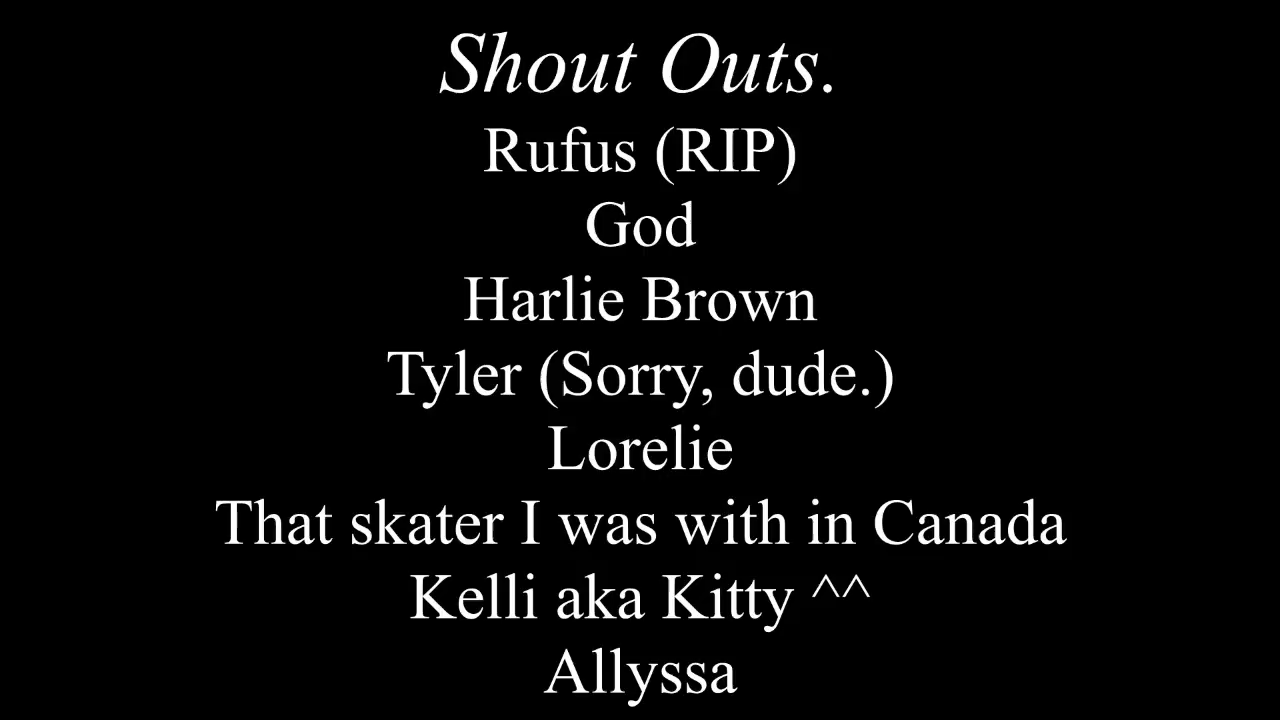 Shout Outs.
Rufus (RIP)
God
Harlie Brown
Tyler (Sorry, dude.)
Lorelie
That skater I was with in Canada
Kelli aka Kitty ^^
Allyssa